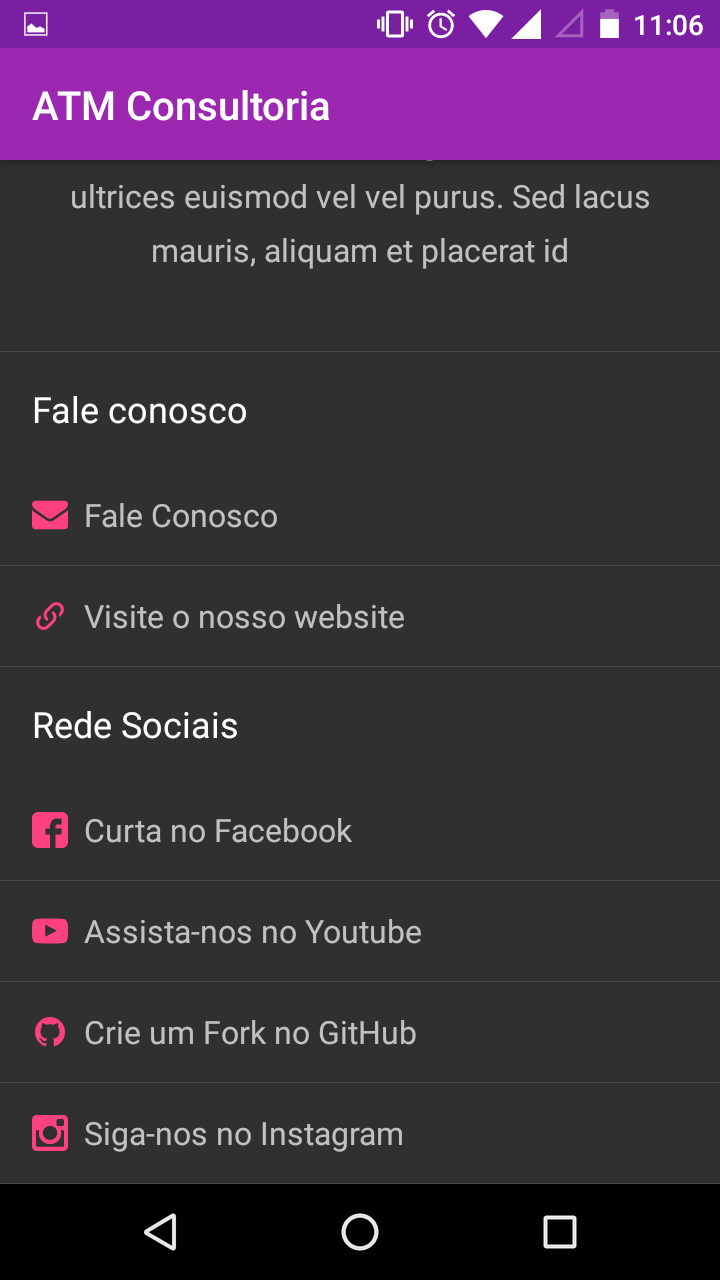 11:06
ATM Consultoria
ultrices euismod vel vel purus. Sed lacus
mauris, aliquam et placerat id
Fale conosco
Fale Conosco
Visite o nosso website
Rede Sociais
Curta no Facebook
Assista-nos no Youtube
Crie um Fork no GitHub
Siga-nos no Instagram